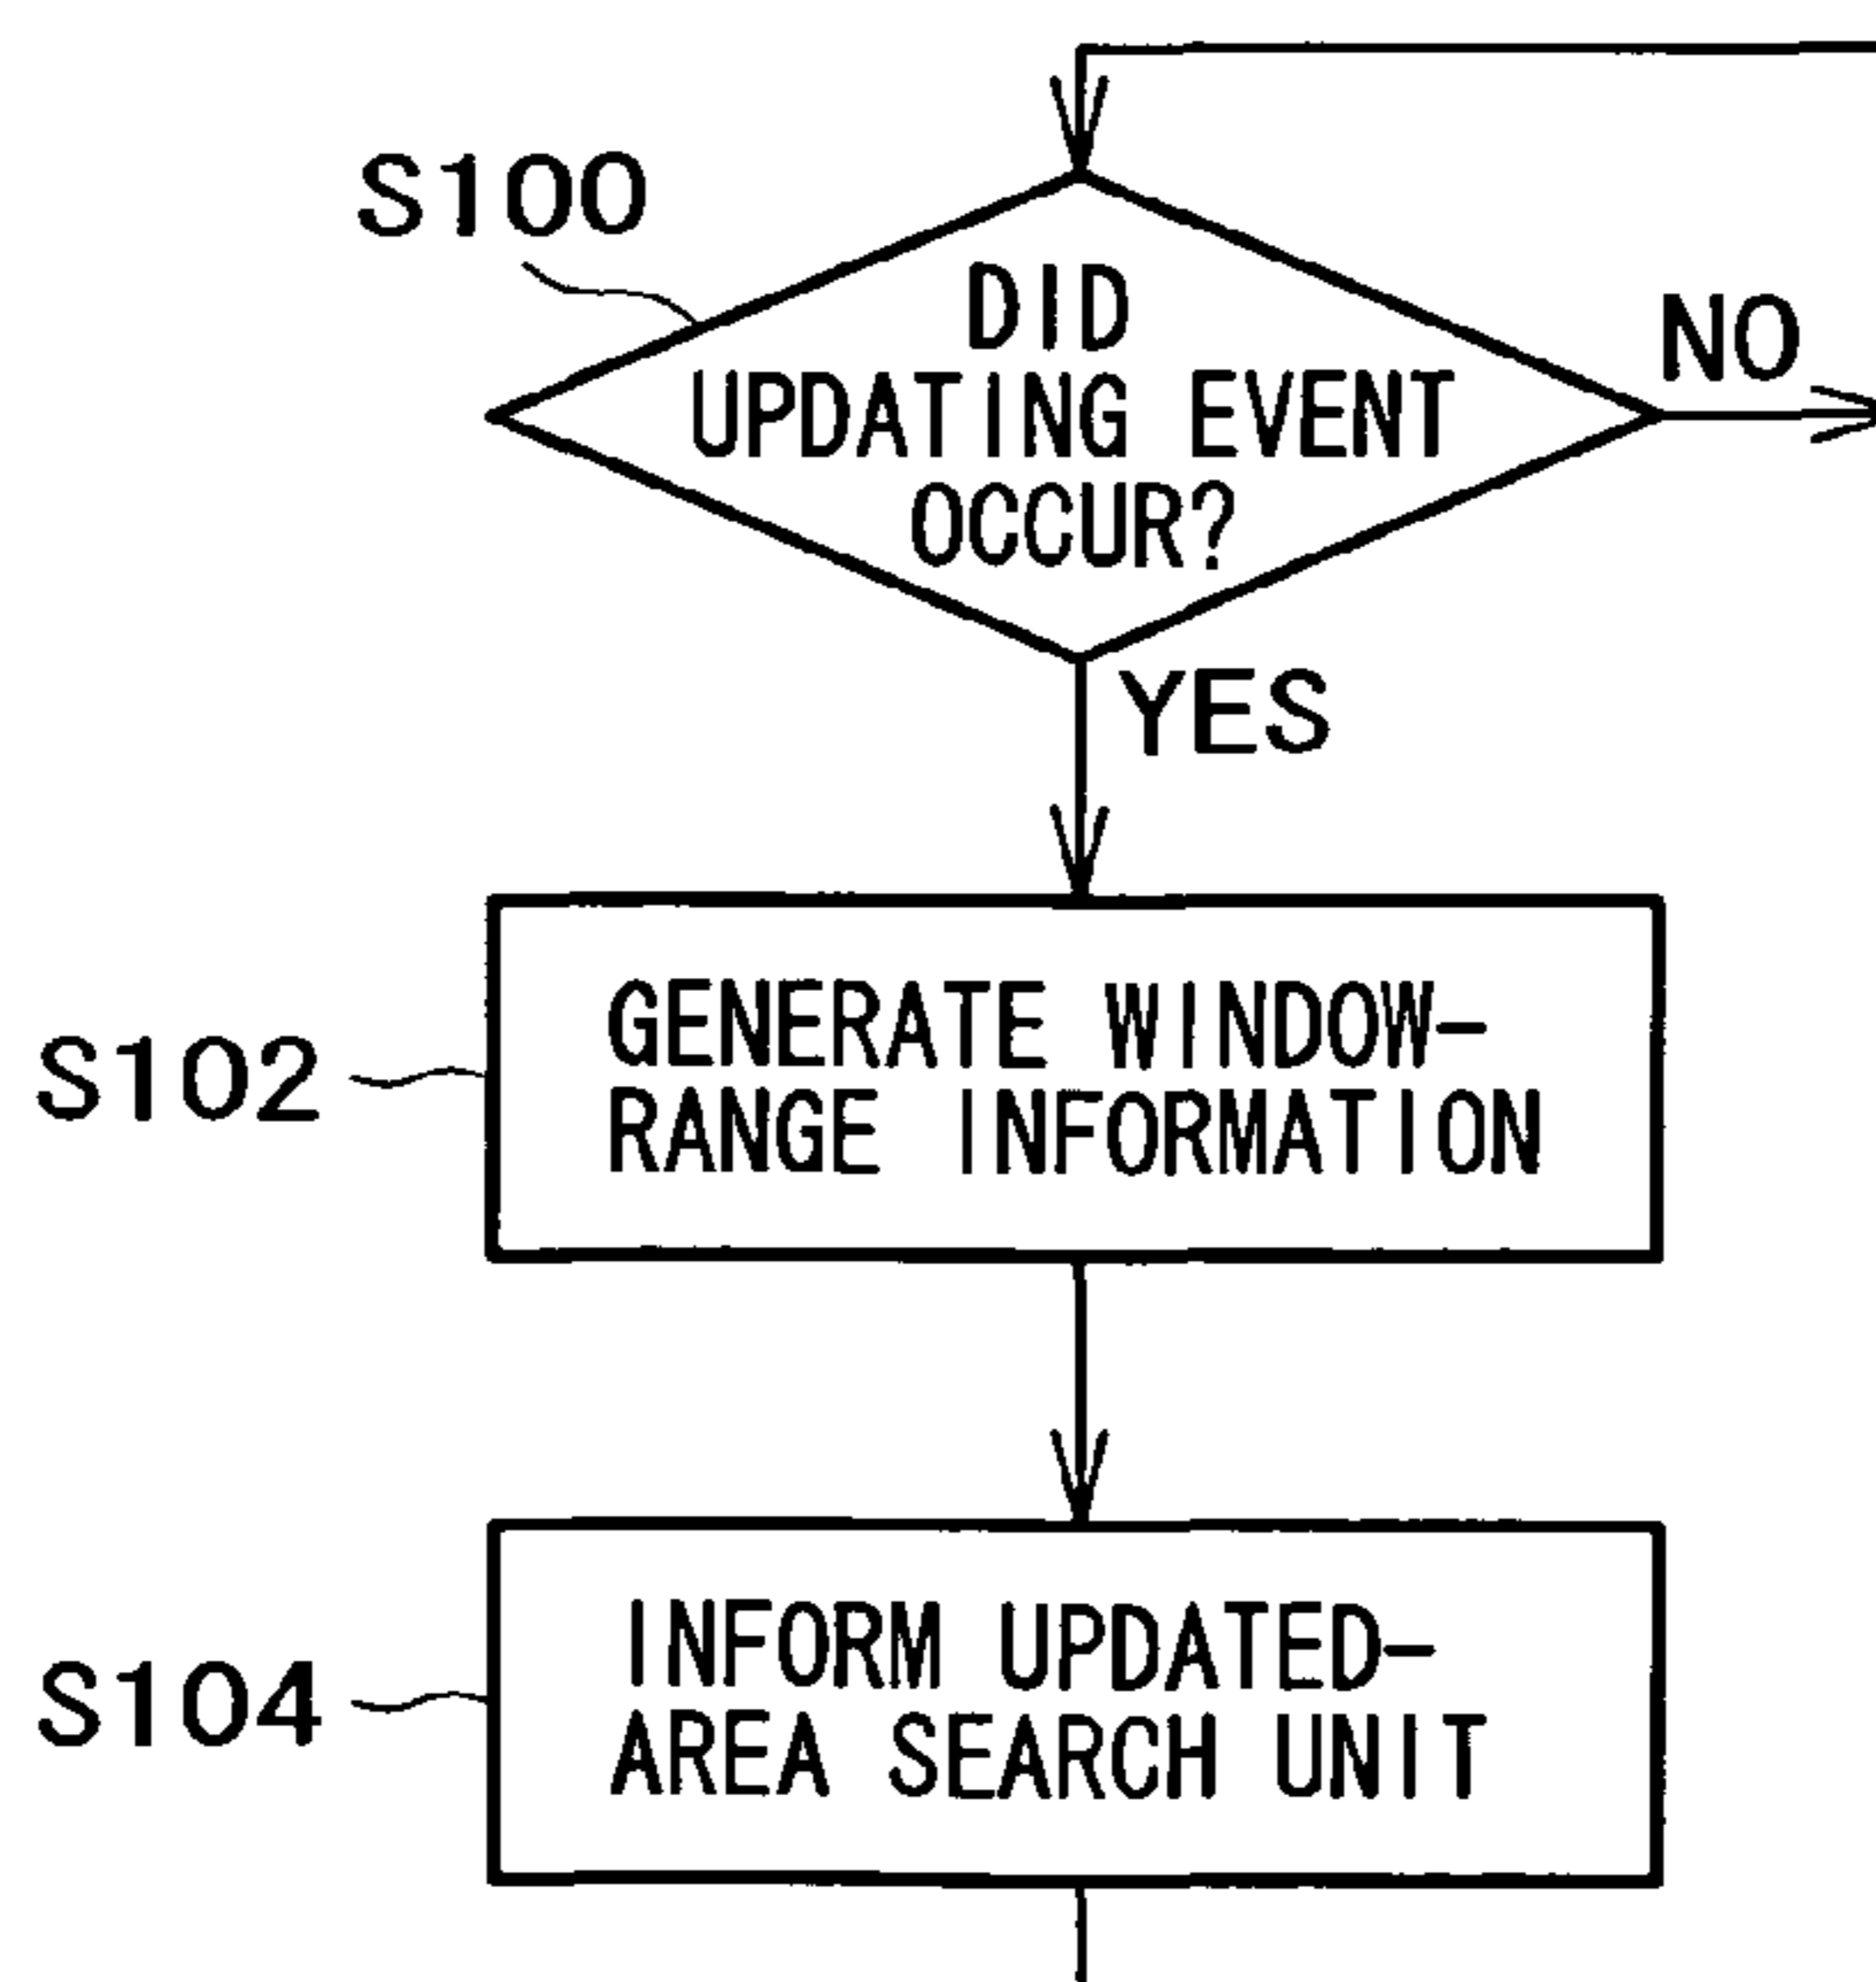 S100
DID
UPDATING EVENT
OCCUR?
NO
YES
S102
GENERATE WINDOW-
RANGE INFORMATION
S104
INFORM UPDATED-
AREA SEARCH UNIT